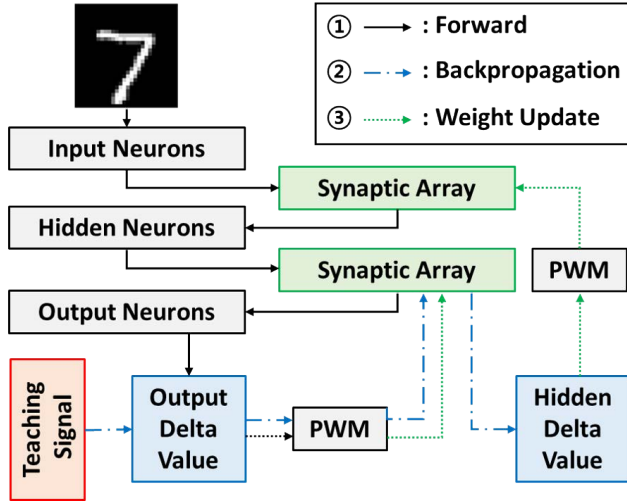 ① : Forward
② : Backpropagation
③ : Weight Update
7
Input Neurons
Synaptic Array
Hidden Neurons
Synaptic Array
PWM
Output Neurons
Teaching
Signal
Output
Delta
Value
PWM
Hidden
Delta
Value